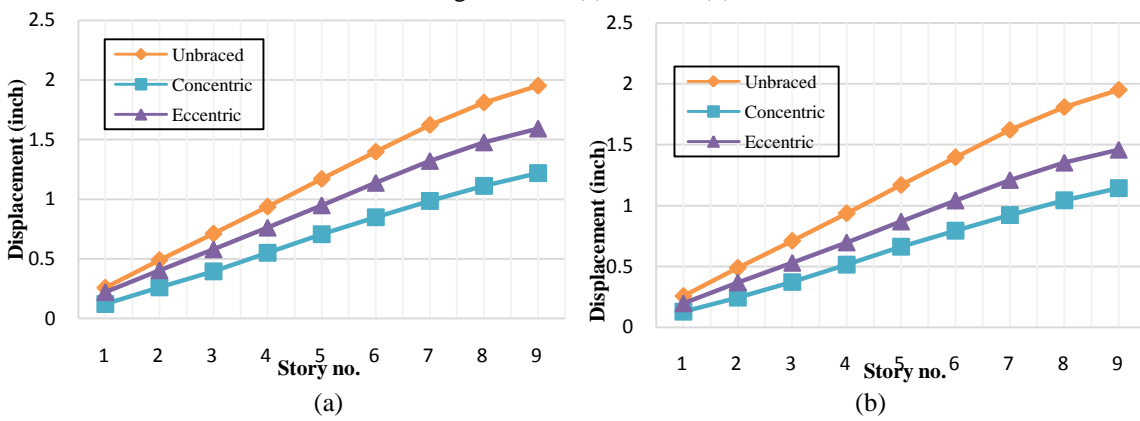 2.5
2
1.5
1
0.5
0
Displacement (inch)
Unbraced
Concentric
Eccentric
1 2 3 4 5 6 7 8 9
Story no.
(a)
2.5
2
1.5
1
0.5
0
Displacement (inch)
Unbraced
Concentric
Eccentric
1 2 3 4 5 6 7 8 9
Story no.
(b)